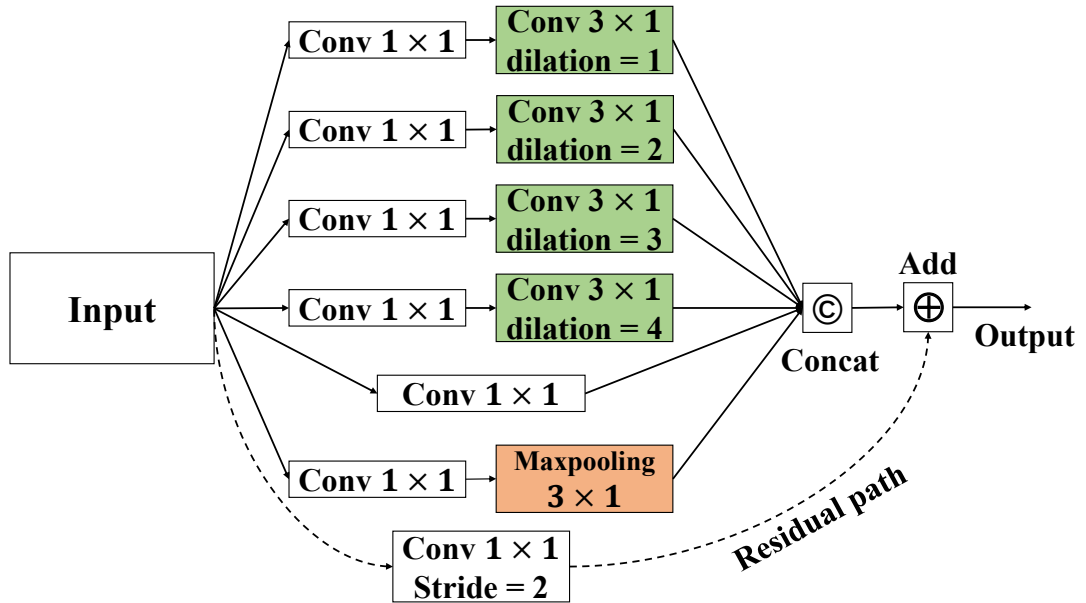 Conv 1 × 1
Conv 3 × 1
dilation = 1
Conv 1 × 1
Conv 3 × 1
dilation = 2
Conv 1 × 1
Conv 3 × 1
dilation = 3
Input
Conv 1 × 1
Conv 3 × 1
dilation = 4
Add
©
Concat
Output
Conv 1 × 1
Conv 1 × 1
Maxpooling
3 × 1
Residual path
Conv 1 × 1
Stride = 2